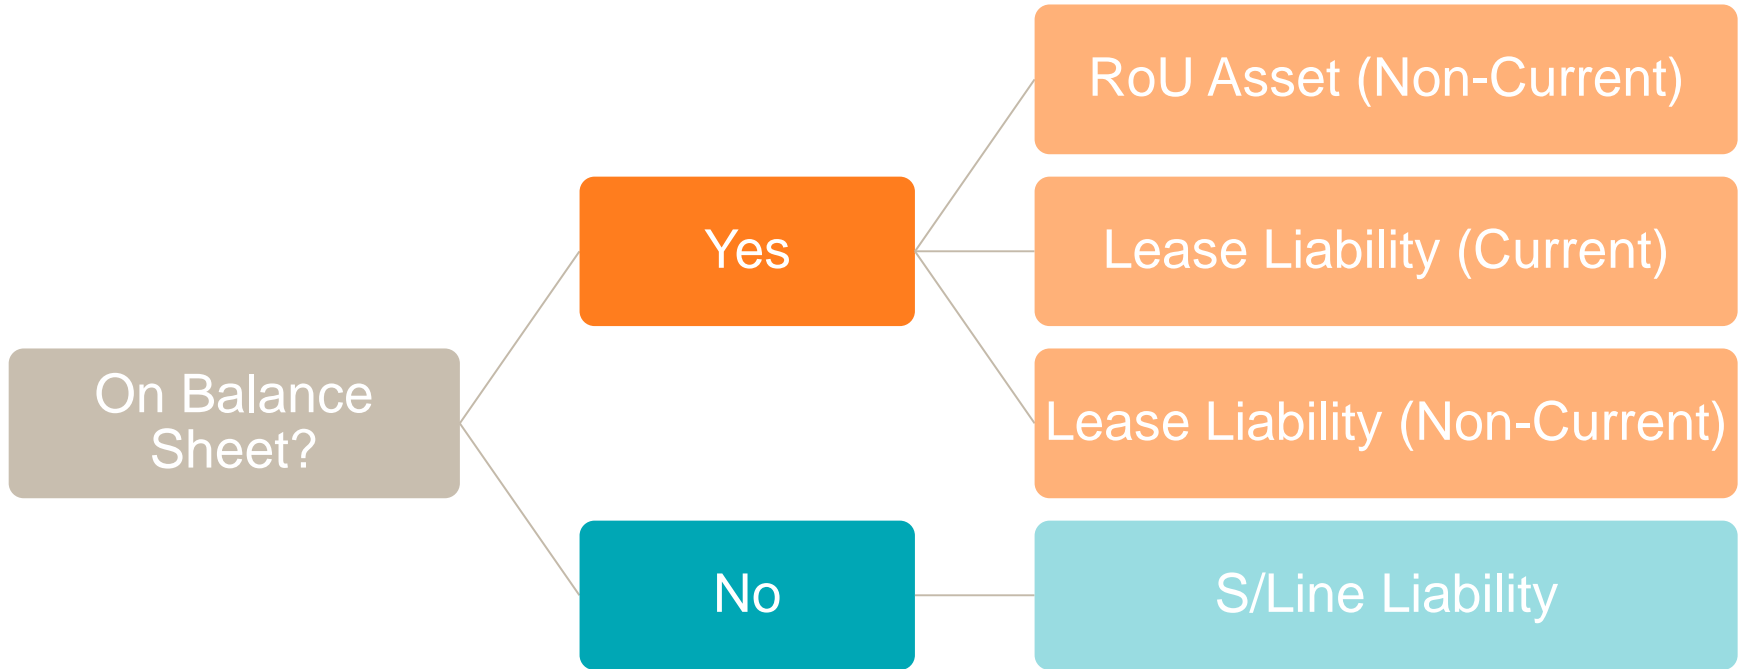 On Balance
Sheet?
Yes
RoU Asset (Non-Current)
Lease Liability (Current)
Lease Liability (Non-Current)
No
S/Line Liability